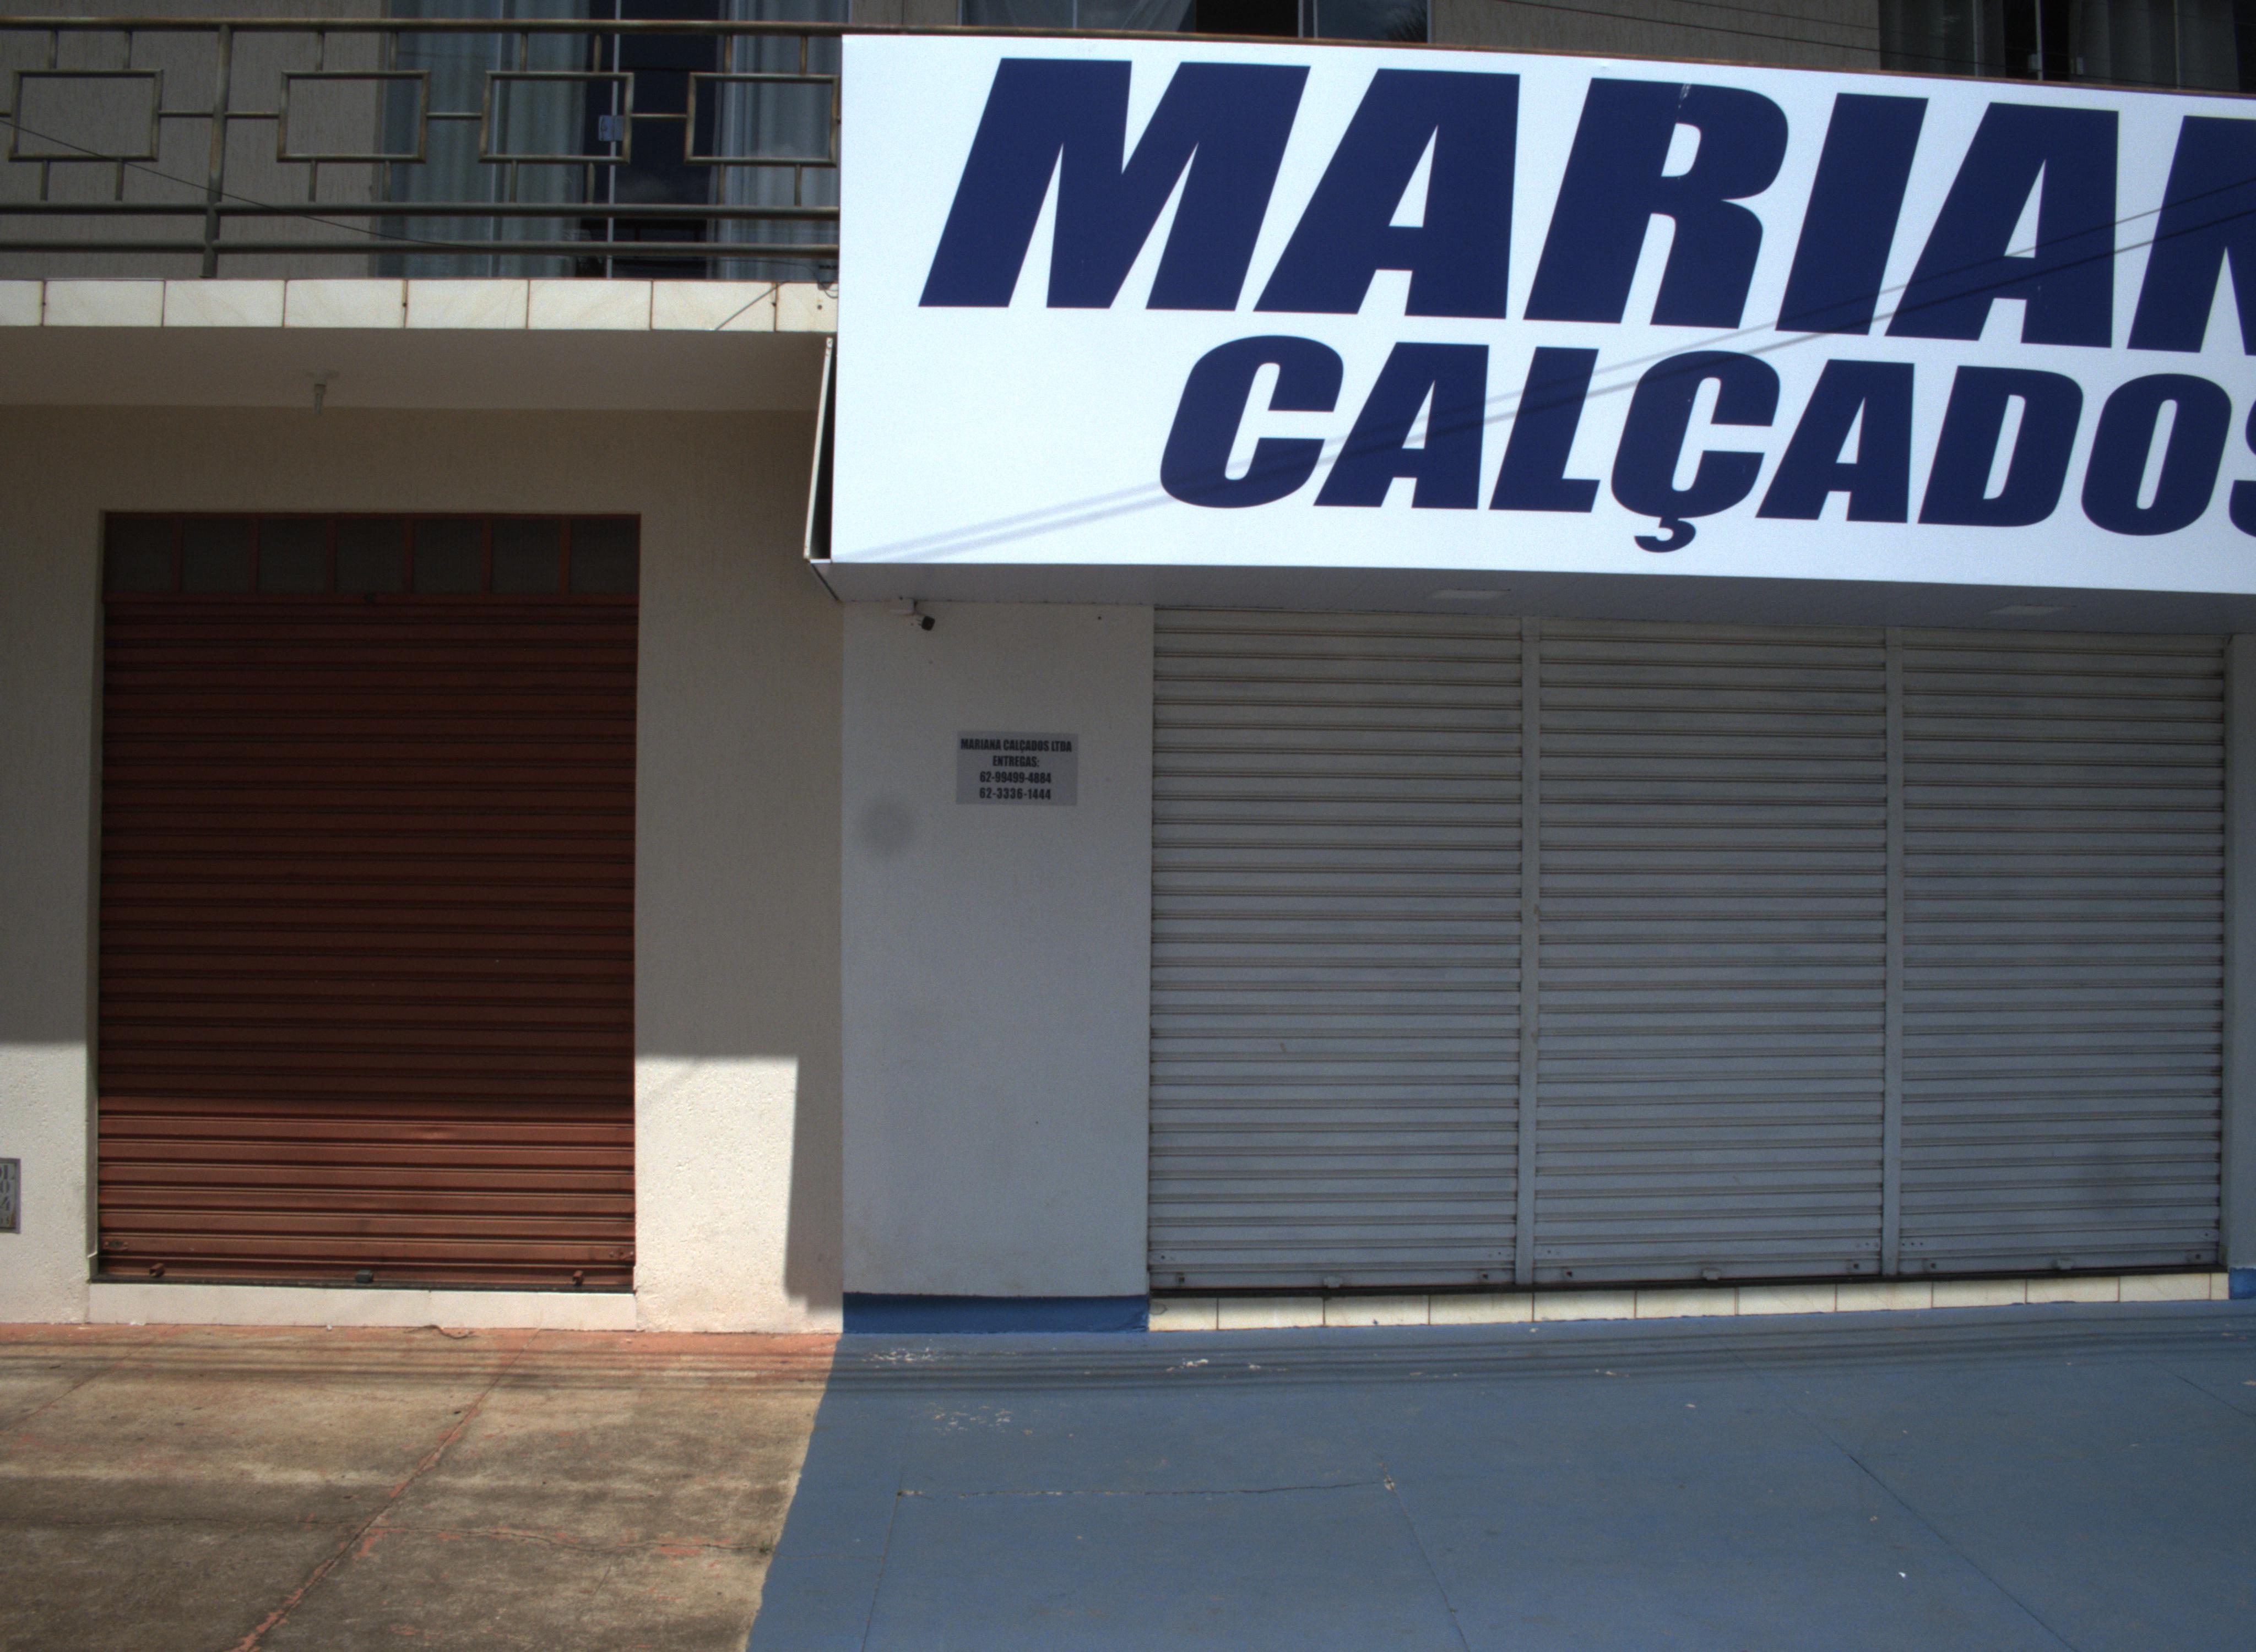 MARIAN
CALÇADOS
MARIANA CALÇADOS LTDA
ENTREGAS:
62-99499-4884
62-3336-1444